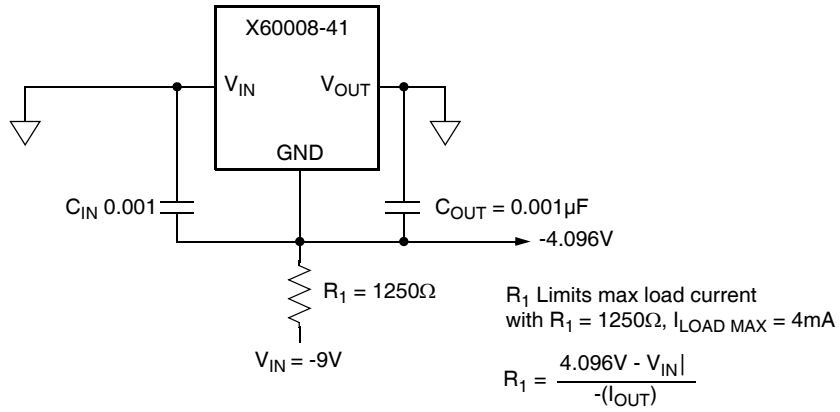 X60008-41
V_IN V_OUT
GND
C_IN 0.001
C_OUT = 0.001µF
-4.096V
R_1 = 1250Ω
V_IN = -9V
R_1 Limits max load current
with R_1 = 1250Ω, I_LOAD MAX = 4mA
R_1 = 4.096V - V_IN|
-(I_OUT)